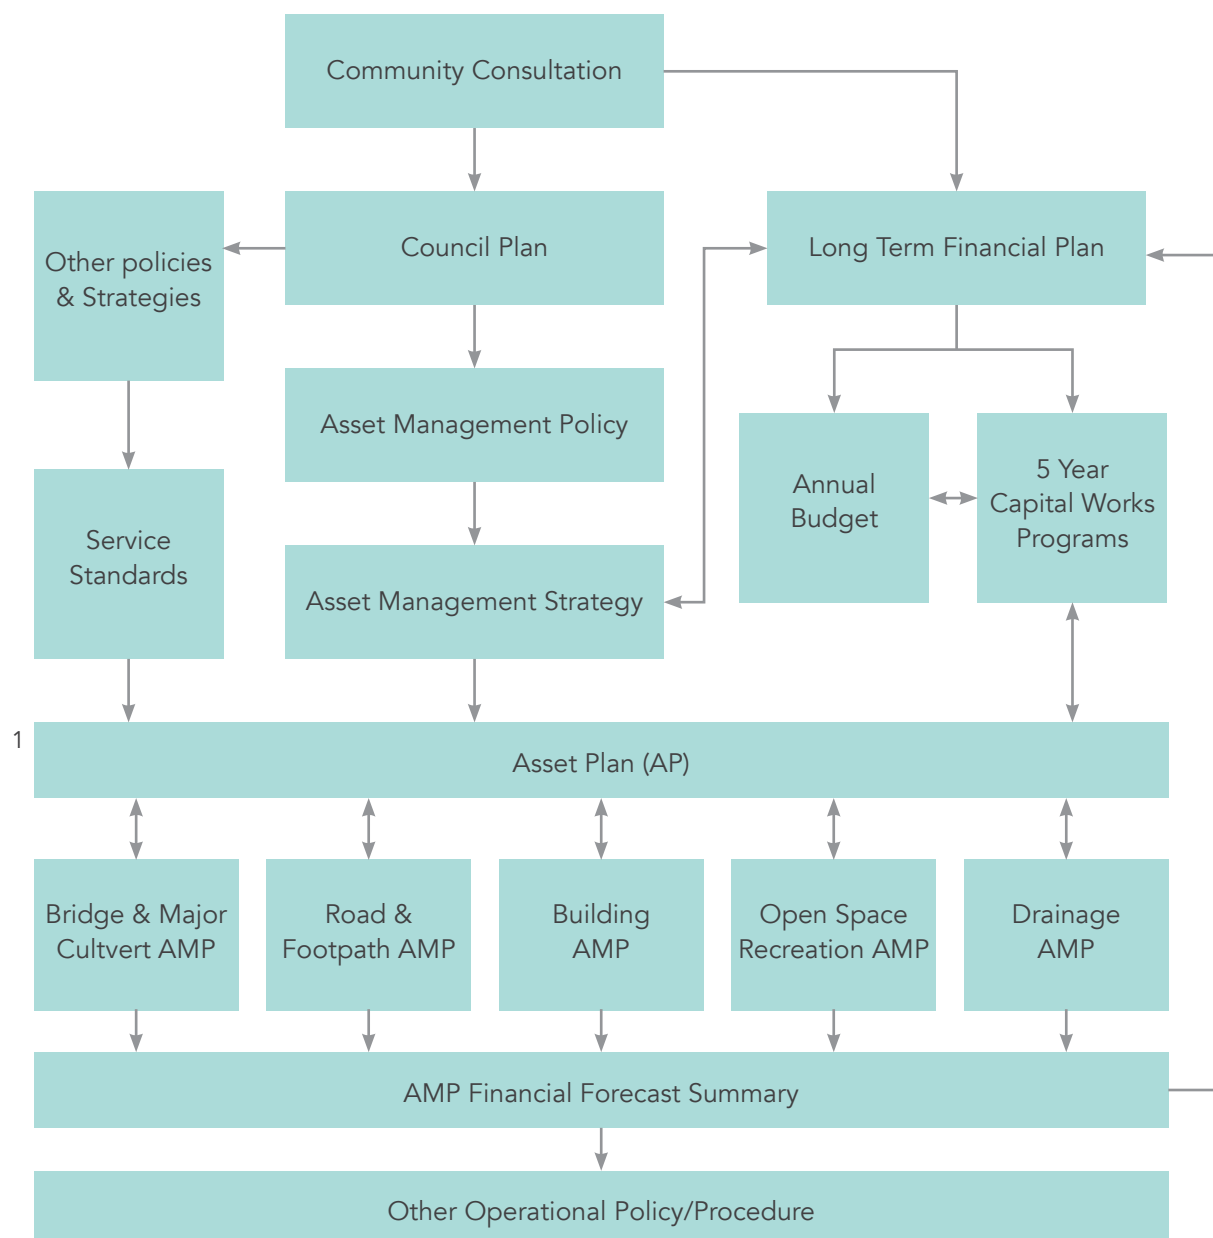 Community Consultation
Other policies
& Strategies
Council Plan
Long Term Financial Plan
Asset Management Policy
Annual
Budget
5 Year
Capital Works
Programs
Service
Standards
Asset Management Strategy
1
Asset Plan (AP)
Bridge & Major
Cultvert AMP
Road &
Footpath AMP
Building
AMP
Open Space
Recreation AMP
Drainage
AMP
AMP Financial Forecast Summary
Other Operational Policy/Procedure